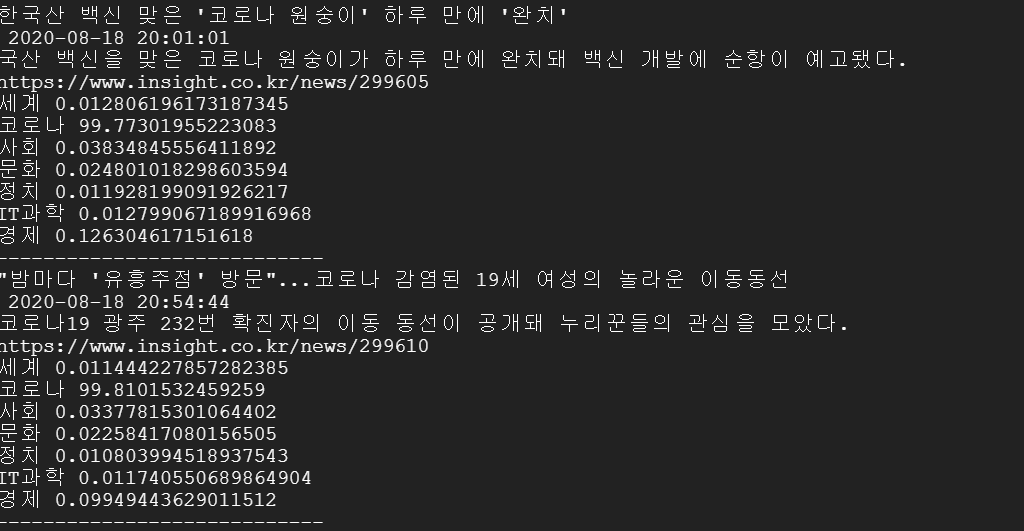 한국산 백신 맞은 '코로나 원숭이' 하루 만에 '완치'
2020-08-18 20:01:01
국산 백신을 맞은 코로나 원숭이가 하루 만에 완치돼 백신 개발에 순항이 예고됐다.
https://www.insight.co.kr/news/299605
세계 0.012806196173187345
코로나 99.77301955223083
사회 0.03834845556411892
문화 0.024801018298603594
정치 0.011928199091926217
IT과학 0.012799067189916968
경제 0.126304617151618
----------------------------
"밤마다 '유흥주점' 방문"...코로나 감염된 19세 여성의 놀라운 이동동선
2020-08-18 20:54:44
코로나19 광주 232번 확진자의 이동 동선이 공개돼 누리꾼들의 관심을 모았다.
https://www.insight.co.kr/news/299610
세계 0.011444227857282385
코로나 99.8101532459259
사회 0.03377815301064402
문화 0.02258417080156505
정치 0.010803994518937543
IT과학 0.011740550689864904
경제 0.09949443629011512
----------------------------